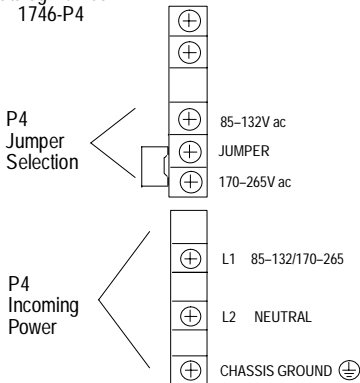 1746-P4
P4
Jumper
Selection
85–132V ac
JUMPER
170–265V ac
P4
Incoming
Power
L1 85–132/170–265
L2 NEUTRAL
CHASSIS GROUND